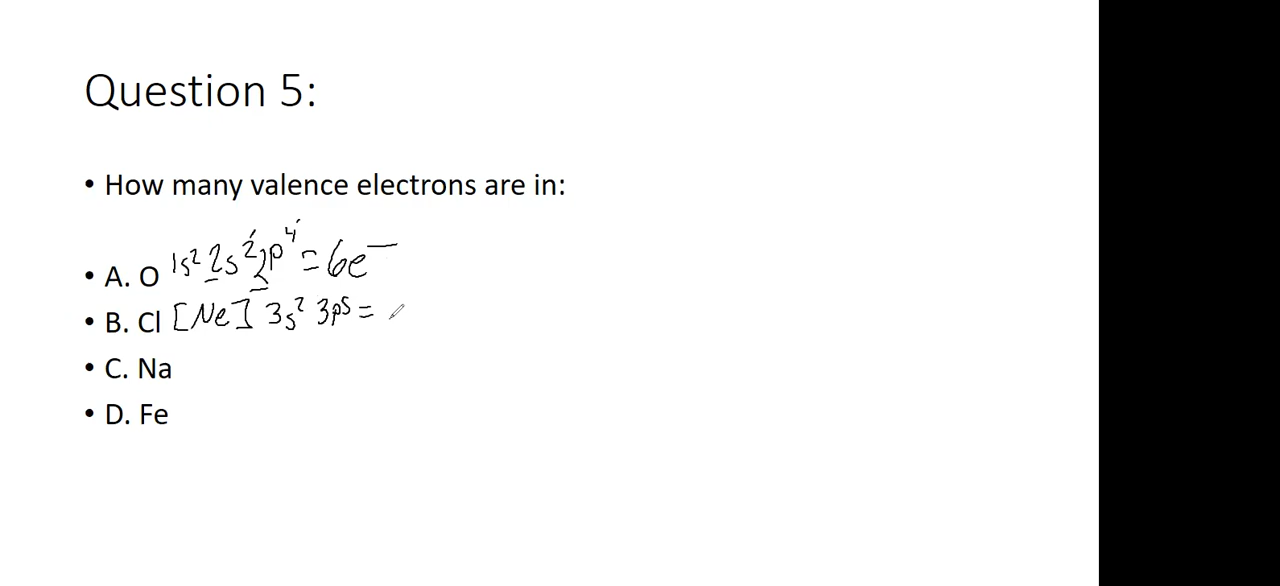 Question 5:
• How many valence electrons are in:
• A. O 1s² 2s² 2p⁴ = 6e⁻
• B. Cl [Ne] 3s² 3p⁵ =
• C. Na
• D. Fe